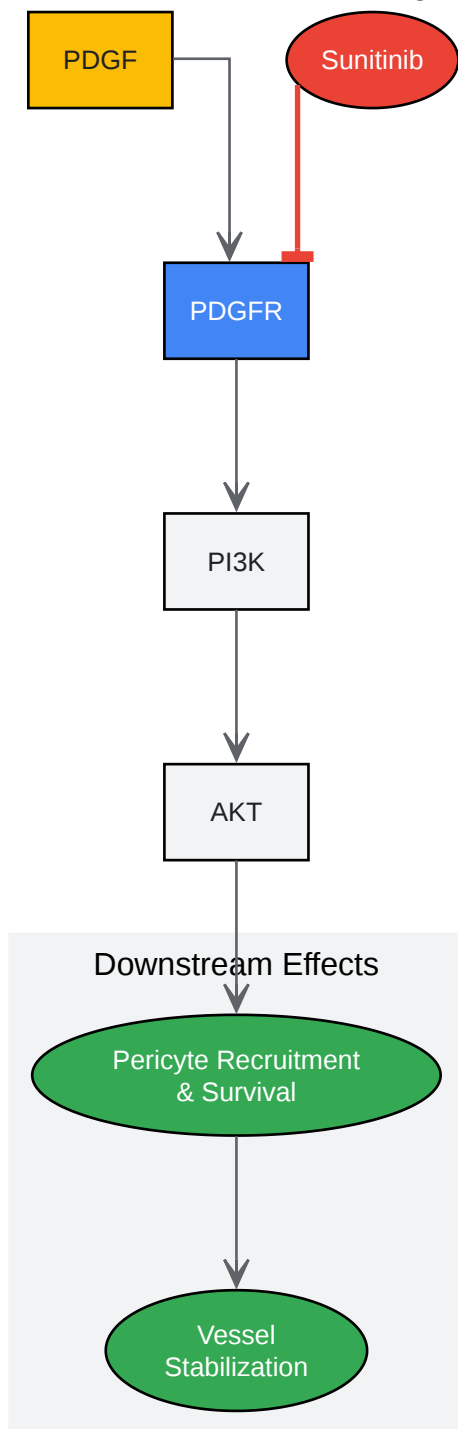 PDGF
Sunitinib
PDGFR
PI3K
AKT
Downstream Effects
Pericyte Recruitment
& Survival
Vessel
Stabilization